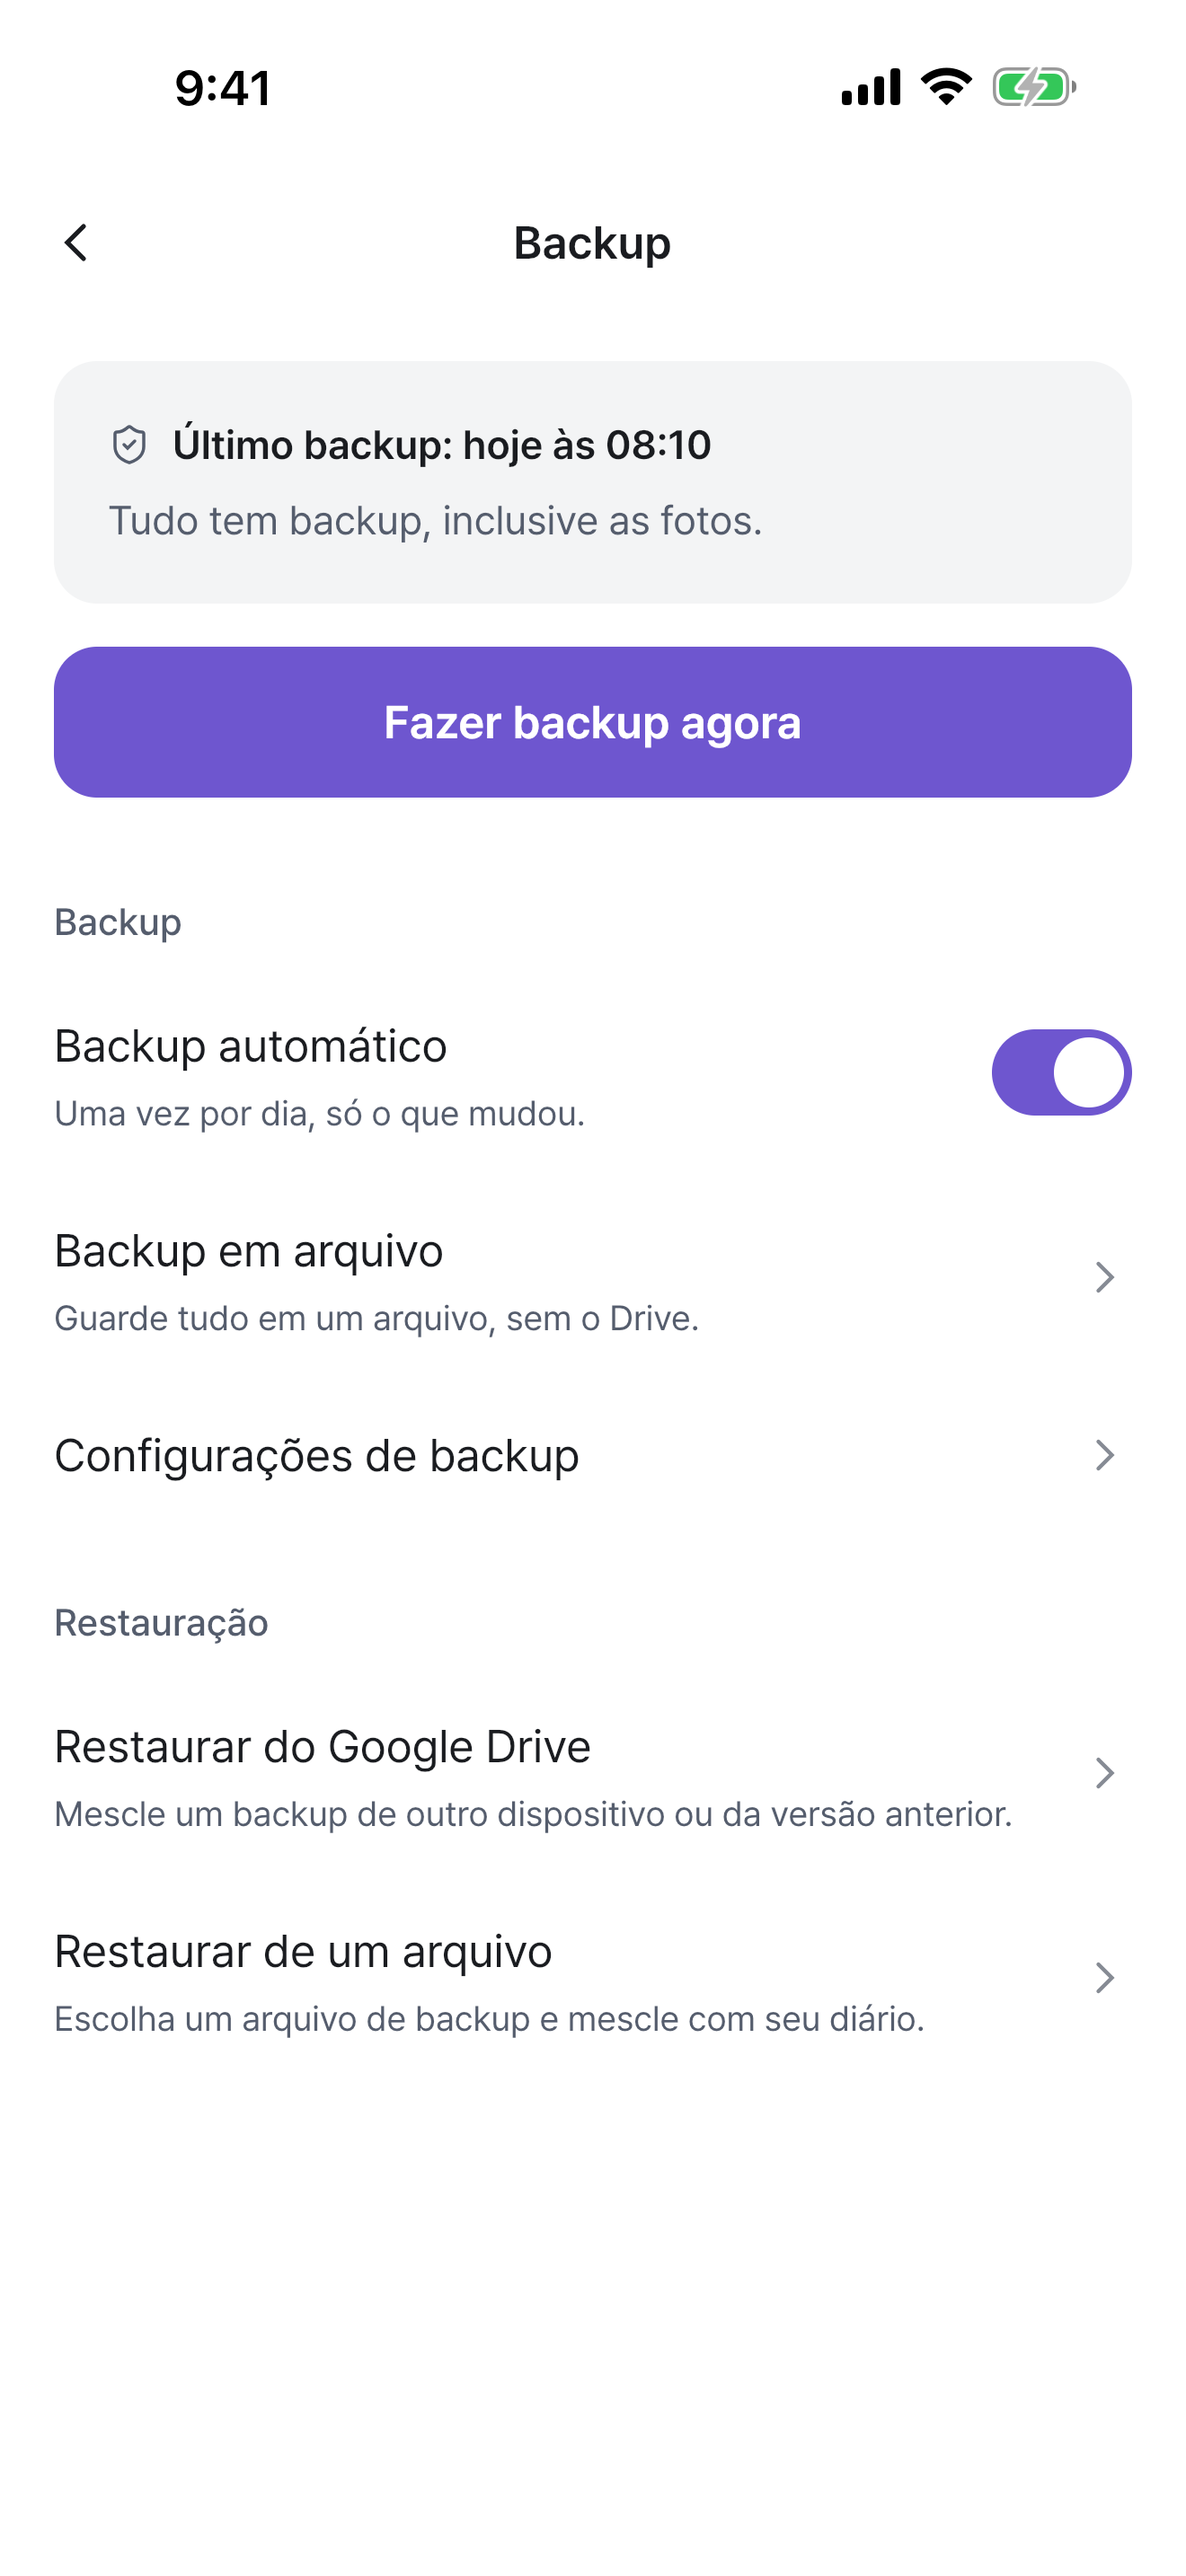 9:41
Backup
Último backup: hoje às 08:10
Tudo tem backup, inclusive as fotos.
Fazer backup agora
Backup
Backup automático
Uma vez por dia, só o que mudou.
Backup em arquivo
Guarde tudo em um arquivo, sem o Drive.
Configurações de backup
Restauração
Restaurar do Google Drive
Mescle um backup de outro dispositivo ou da versão anterior.
Restaurar de um arquivo
Escolha um arquivo de backup e mescle com seu diário.